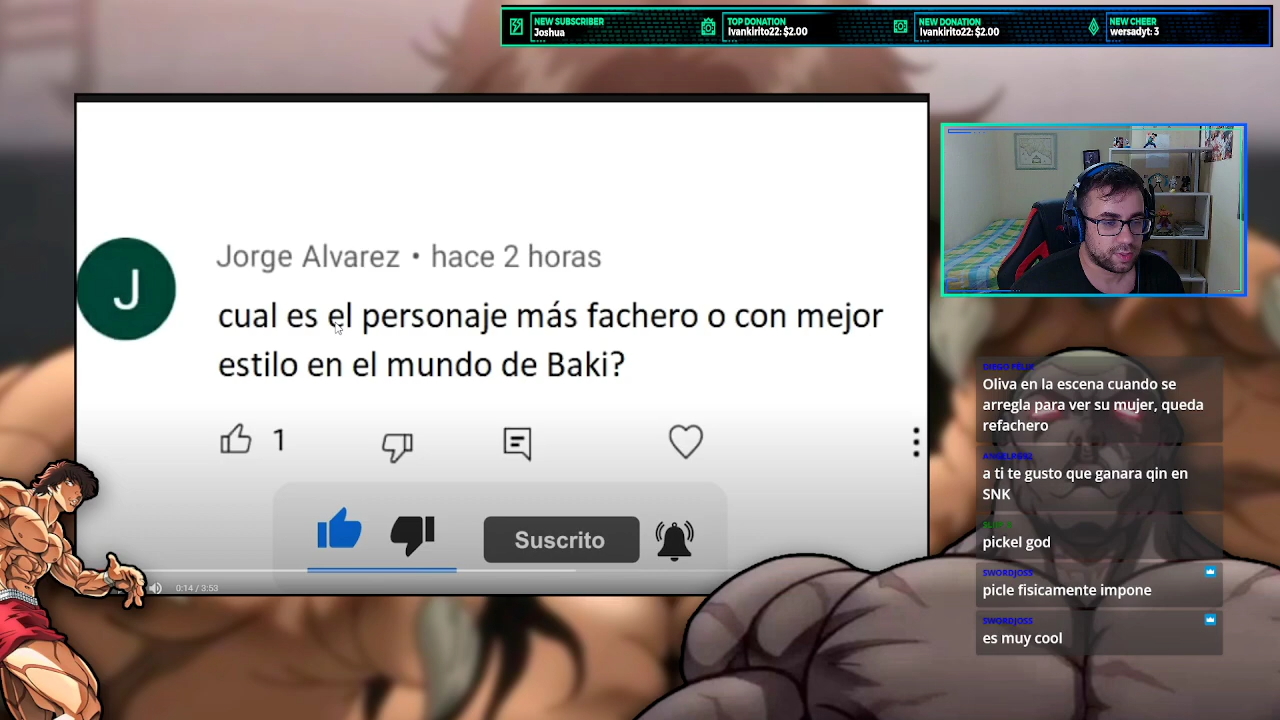 NEW SUBSCRIBER
Joshua
TOP DONATION
Ivankirito22: $2.00
NEW DONATION
Ivankirito22: $2.00
NEW CHEER
wersadyt: 3
J
Jorge Alvarez • hace 2 horas
cual es el personaje más fachero o con mejor
estilo en el mundo de Baki?
1
Suscrito
0:14 / 3:53
DIEGO FÉLIX
Oliva en la escena cuando se
arregla para ver su mujer, queda
refachero
a ti te gusto que ganara qin en
SNK
pickel god
SWORDJOSS
picle fisicamente impone
SWORDJOSS
es muy cool